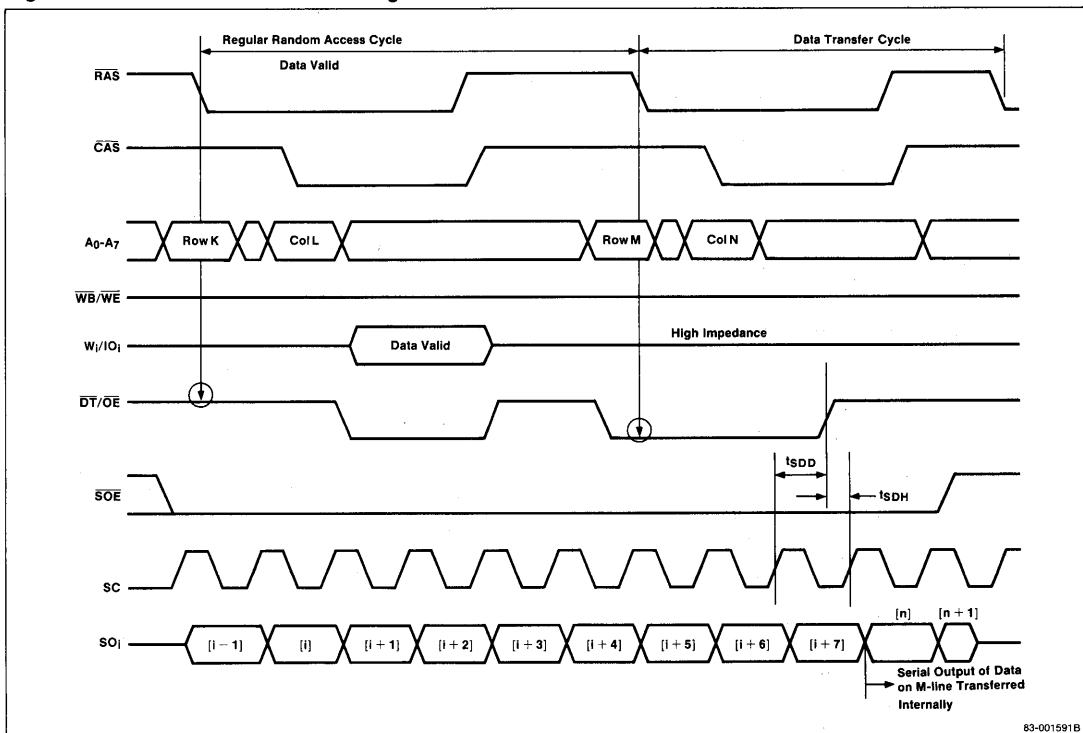 Regular Random Access Cycle
Data Transfer Cycle
Data Valid
RAS
CAS
A0-A7
Row K
Col L
Row M
Col N
WB/WE
Wi/IOi
Data Valid
High Impedance
DT/OE
tSDD
tSDH
SOE
SC
[n]
[n + 1]
SOi
[i − 1]
[i]
[i + 1]
[i + 2]
[i + 3]
[i + 4]
[i + 5]
[i + 6]
[i + 7]
Serial Output of Data
on M-line Transferred
Internally
83-001591B